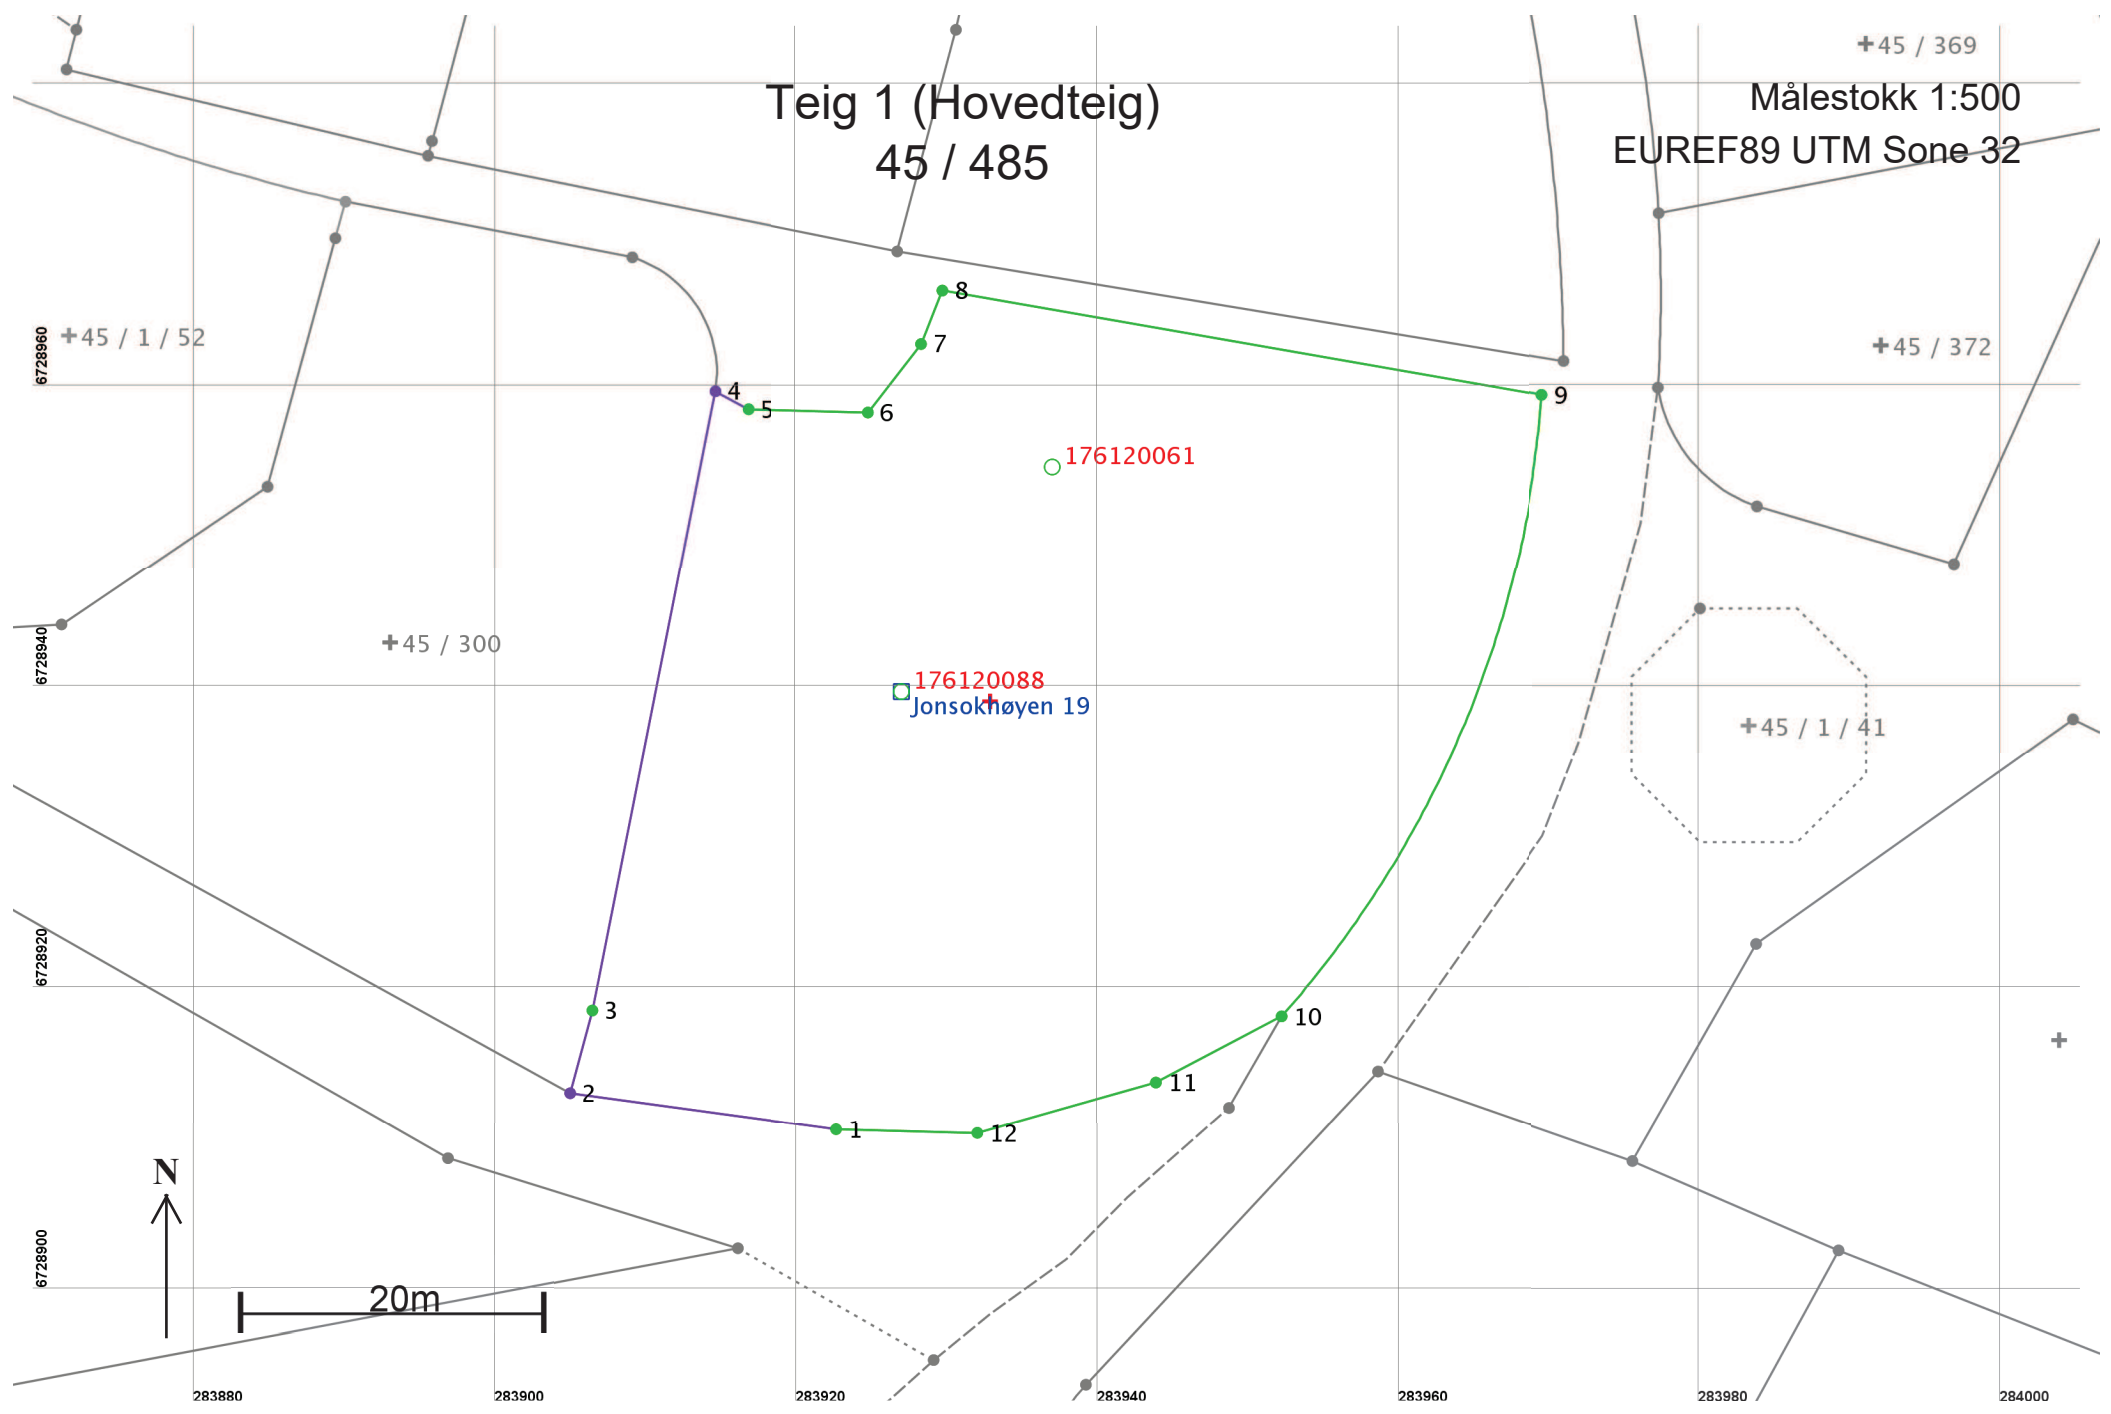 45 / 369
Teig 1 (Hovedteig)
Målestokk 1:500
45 / 485
EUREF89 UTM Sone 32
8
45 / 1 / 52
7
45 / 372
6728960
4
5
6
9
176120061
45 / 300
6728940
176120088
Jonsokhøyen 19
45 / 1 / 41
6728920
3
10
2
11
1
12
N
6728900
20m
283880
283900
283920
283940
283960
283980
284000